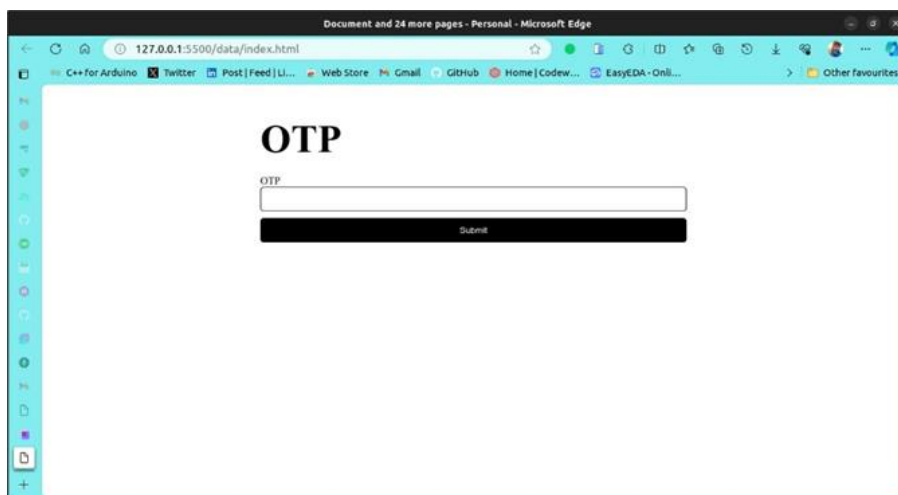 Document and 24 more pages - Personal - Microsoft Edge
127.0.0.1:5500/data/index.html
C++ for Arduino X Twitter Post | Feed | Li... Web Store Gmail GitHub Home | Codew... EasyEDA - Onli... Other favourites
OTP
OTP
Submit